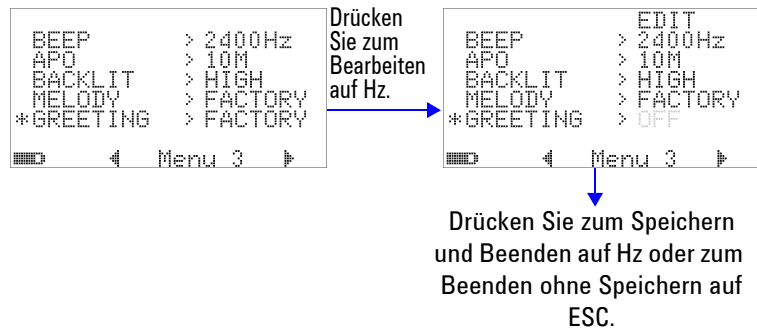 BEEP > 2400Hz
APO > 10M
BACKLIT > HIGH
MELODY > FACTORY
*GREETING > FACTORY
Menu 3
Drücken
Sie zum
Bearbeiten
auf Hz.
EDIT
BEEP > 2400Hz
APO > 10M
BACKLIT > HIGH
MELODY > FACTORY
*GREETING > OFF
Menu 3
Drücken Sie zum Speichern
und Beenden auf Hz oder zum
Beenden ohne Speichern auf
ESC.